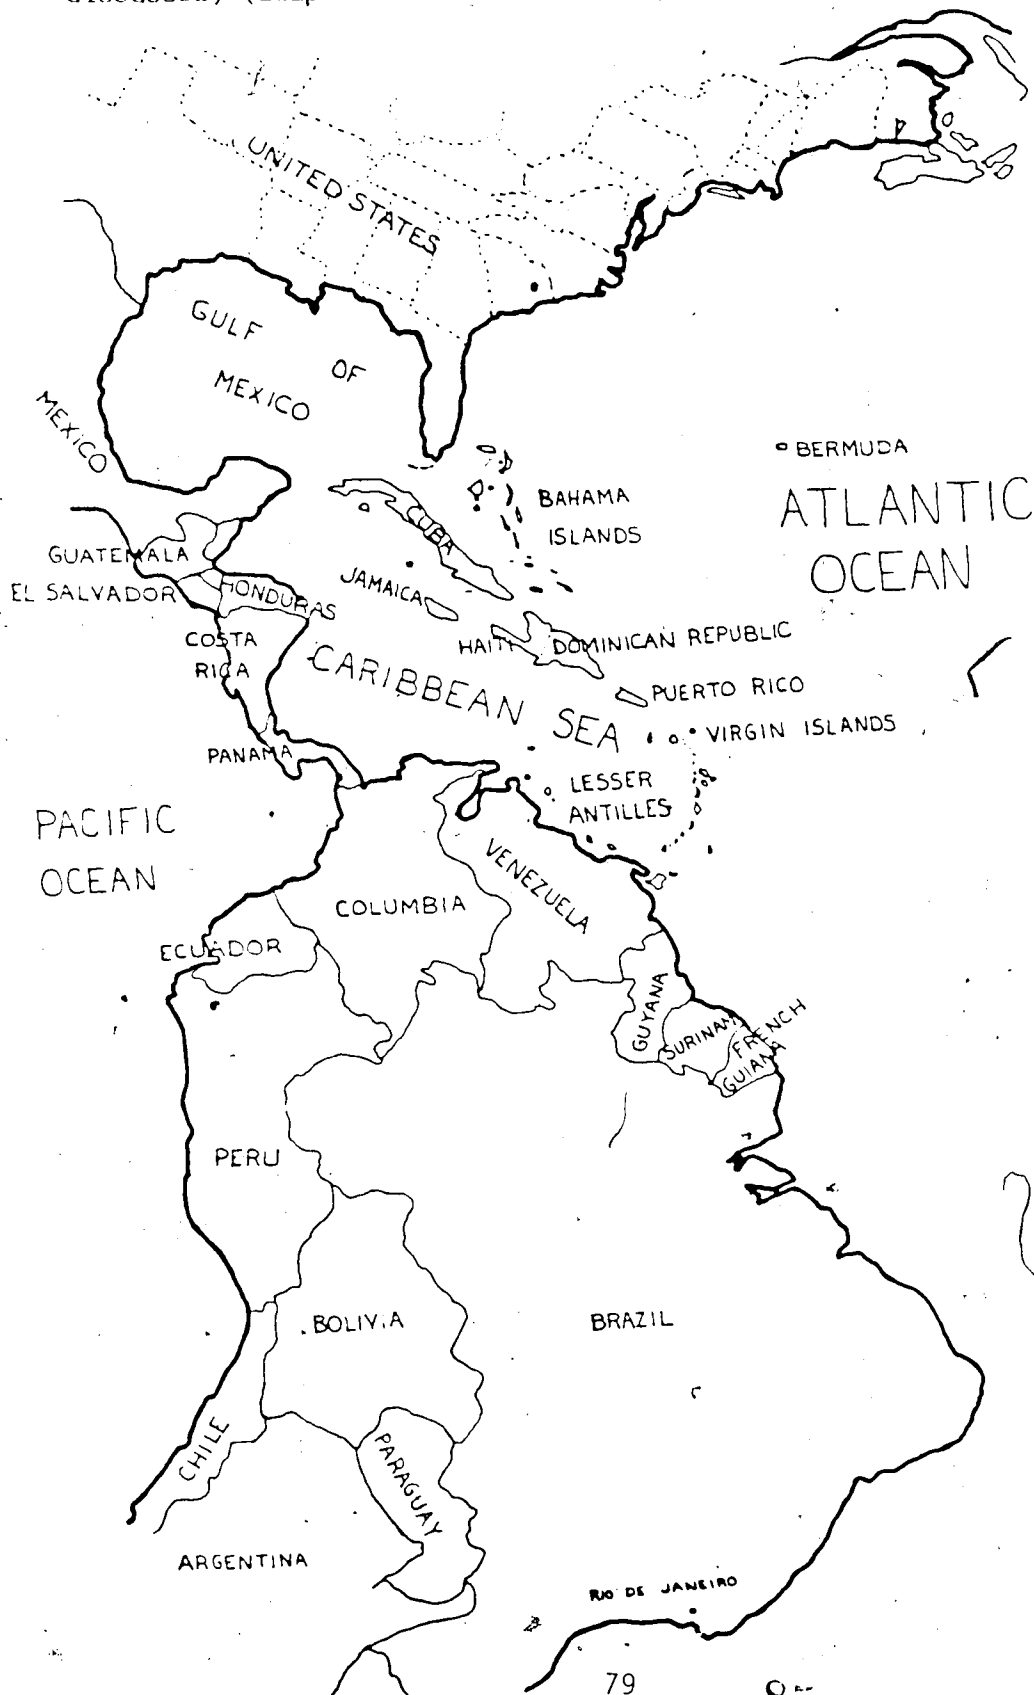 UNITED STATES
GULF
OF
MEXICO
MEXICO
BERMUDA
ATLANTIC
OCEAN
BAHAMA
ISLANDS
CUBA
GUATEMALA
EL SALVADOR
HONDURAS
JAMAICA
COSTA
RICA
HAITI
DOMINICAN REPUBLIC
CARIBBEAN SEA
PUERTO RICO
VIRGIN ISLANDS
PANAMA
LESSER
ANTILLES
PACIFIC
OCEAN
VENEZUELA
COLUMBIA
ECUADOR
GUYANA
SURINAM
FRENCH
GUIANA
PERU
BOLIVIA
BRAZIL
CHILE
PARAGUAY
ARGENTINA
RIO DE JANEIRO
79